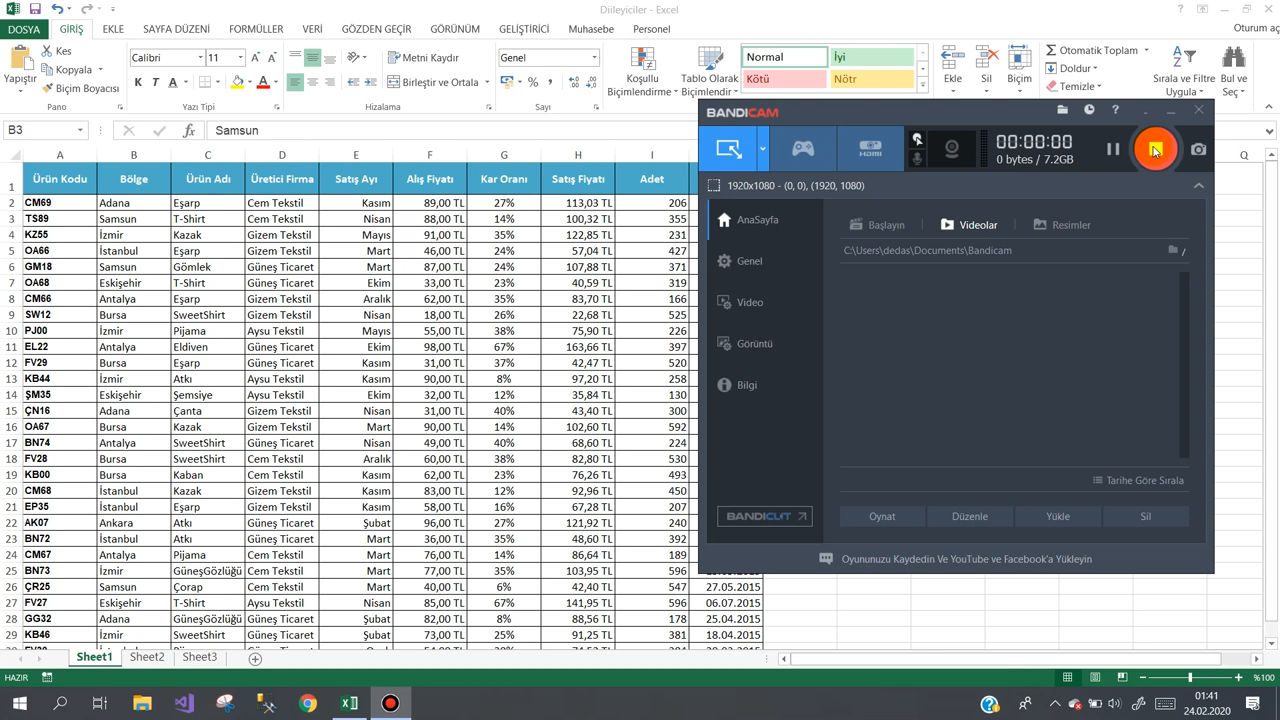 Diileyiciler - Excel
DOSYA GİRİŞ EKLE SAYFA DÜZENİ FORMÜLLER VERİ GÖZDEN GEÇİR GÖRÜNÜM GELİŞTİRİCİ Muhasebe Personel Oturum aç
Yapıştır
Kes
Kopyala
Biçim Boyacısı
Pano
Calibri 11
K T A
Yazı Tipi
Metni Kaydır
Birleştir ve Ortala
Hizalama
Genel
Sayı
Koşullu Biçimlendirme
Tablo Olarak Biçimlendir
Normal İyi
Kötü Nötr
Ekle Sil Biçim
Otomatik Toplam
Doldur
Temizle
Sırala ve Filtre Uygula
Bul ve Seç
B3 fx Samsun
A B C D E F G H I Q
1 Ürün Kodu Bölge Ürün Adı Üretici Firma Satış Ayı Alış Fiyatı Kar Oranı Satış Fiyatı Adet
2 CM69 Adana Eşarp Cem Tekstil Kasım 89,00 TL 27% 113,03 TL 206
3 TS89 Samsun T-Shirt Cem Tekstil Nisan 88,00 TL 14% 100,32 TL 355
4 KZ55 İzmir Kazak Gizem Tekstil Mayıs 91,00 TL 35% 122,85 TL 231
5 OA66 İstanbul Eşarp Gizem Tekstil Mart 46,00 TL 24% 57,04 TL 427
6 GM18 Samsun Gömlek Güneş Ticaret Mart 87,00 TL 24% 107,88 TL 371
7 OA68 Eskişehir T-Shirt Güneş Ticaret Ekim 33,00 TL 23% 40,59 TL 319
8 CM66 Antalya Eşarp Gizem Tekstil Aralık 62,00 TL 35% 83,70 TL 166
9 SW12 Bursa SweetShirt Gizem Tekstil Nisan 18,00 TL 26% 22,68 TL 525
10 PJ00 İzmir Pijama Aysu Tekstil Mayıs 55,00 TL 38% 75,90 TL 226
11 EL22 Antalya Eldiven Güneş Ticaret Ekim 98,00 TL 67% 163,66 TL 397
12 FV29 Bursa Eşarp Güneş Ticaret Kasım 31,00 TL 37% 42,47 TL 520
13 KB44 İzmir Atkı Aysu Tekstil Kasım 90,00 TL 8% 97,20 TL 258
14 ŞM35 Eskişehir Şemsiye Aysu Tekstil Ekim 32,00 TL 12% 35,84 TL 130
15 ÇN16 Adana Çanta Gizem Tekstil Nisan 31,00 TL 40% 43,40 TL 300
16 OA67 Bursa Kazak Gizem Tekstil Mart 90,00 TL 14% 102,60 TL 592
17 BN74 Antalya SweetShirt Güneş Ticaret Mart 49,00 TL 40% 68,60 TL 224
18 FV28 Bursa SweetShirt Cem Tekstil Aralık 60,00 TL 38% 82,80 TL 530
19 KB00 Bursa Kaban Cem Tekstil Kasım 62,00 TL 23% 76,26 TL 493
20 CM68 İstanbul Kazak Gizem Tekstil Kasım 83,00 TL 12% 92,96 TL 450
21 EP35 İstanbul Eşarp Gizem Tekstil Kasım 58,00 TL 16% 67,28 TL 207
22 AK07 Ankara Atkı Güneş Ticaret Şubat 96,00 TL 27% 121,92 TL 240
23 BN72 İstanbul Atkı Güneş Ticaret Mart 36,00 TL 35% 48,60 TL 392
24 CM67 Antalya Pijama Cem Tekstil Mart 76,00 TL 14% 86,64 TL 189
25 BN73 İzmir GüneşGözlüğü Cem Tekstil Mart 77,00 TL 35% 103,95 TL 596
26 ÇR25 Samsun Çorap Cem Tekstil Mart 40,00 TL 6% 42,40 TL 547 27.05.2015
27 FV27 Eskişehir T-Shirt Aysu Tekstil Nisan 85,00 TL 67% 141,95 TL 596 06.07.2015
28 GG32 Adana GüneşGözlüğü Güneş Ticaret Şubat 82,00 TL 8% 88,56 TL 178 25.04.2015
29 KB46 İzmir SweetShirt Güneş Ticaret Şubat 73,00 TL 25% 91,25 TL 381 18.04.2015
BANDICAM
00:00:00
0 bytes / 7.2GB
HDMI
1920x1080 - (0, 0), (1920, 1080)
AnaSayfa
Genel
Video
Görüntü
Bilgi
BANDICUT
Başlayın Videolar Resimler
C:\Users\dedas\Documents\Bandicam /
Tarihe Göre Sırala
Oynat Düzenle Yükle Sil
Oyununuzu Kaydedin Ve YouTube ve Facebook'a Yükleyin
Sheet1 Sheet2 Sheet3
HAZIR %100
01:41
24.02.2020